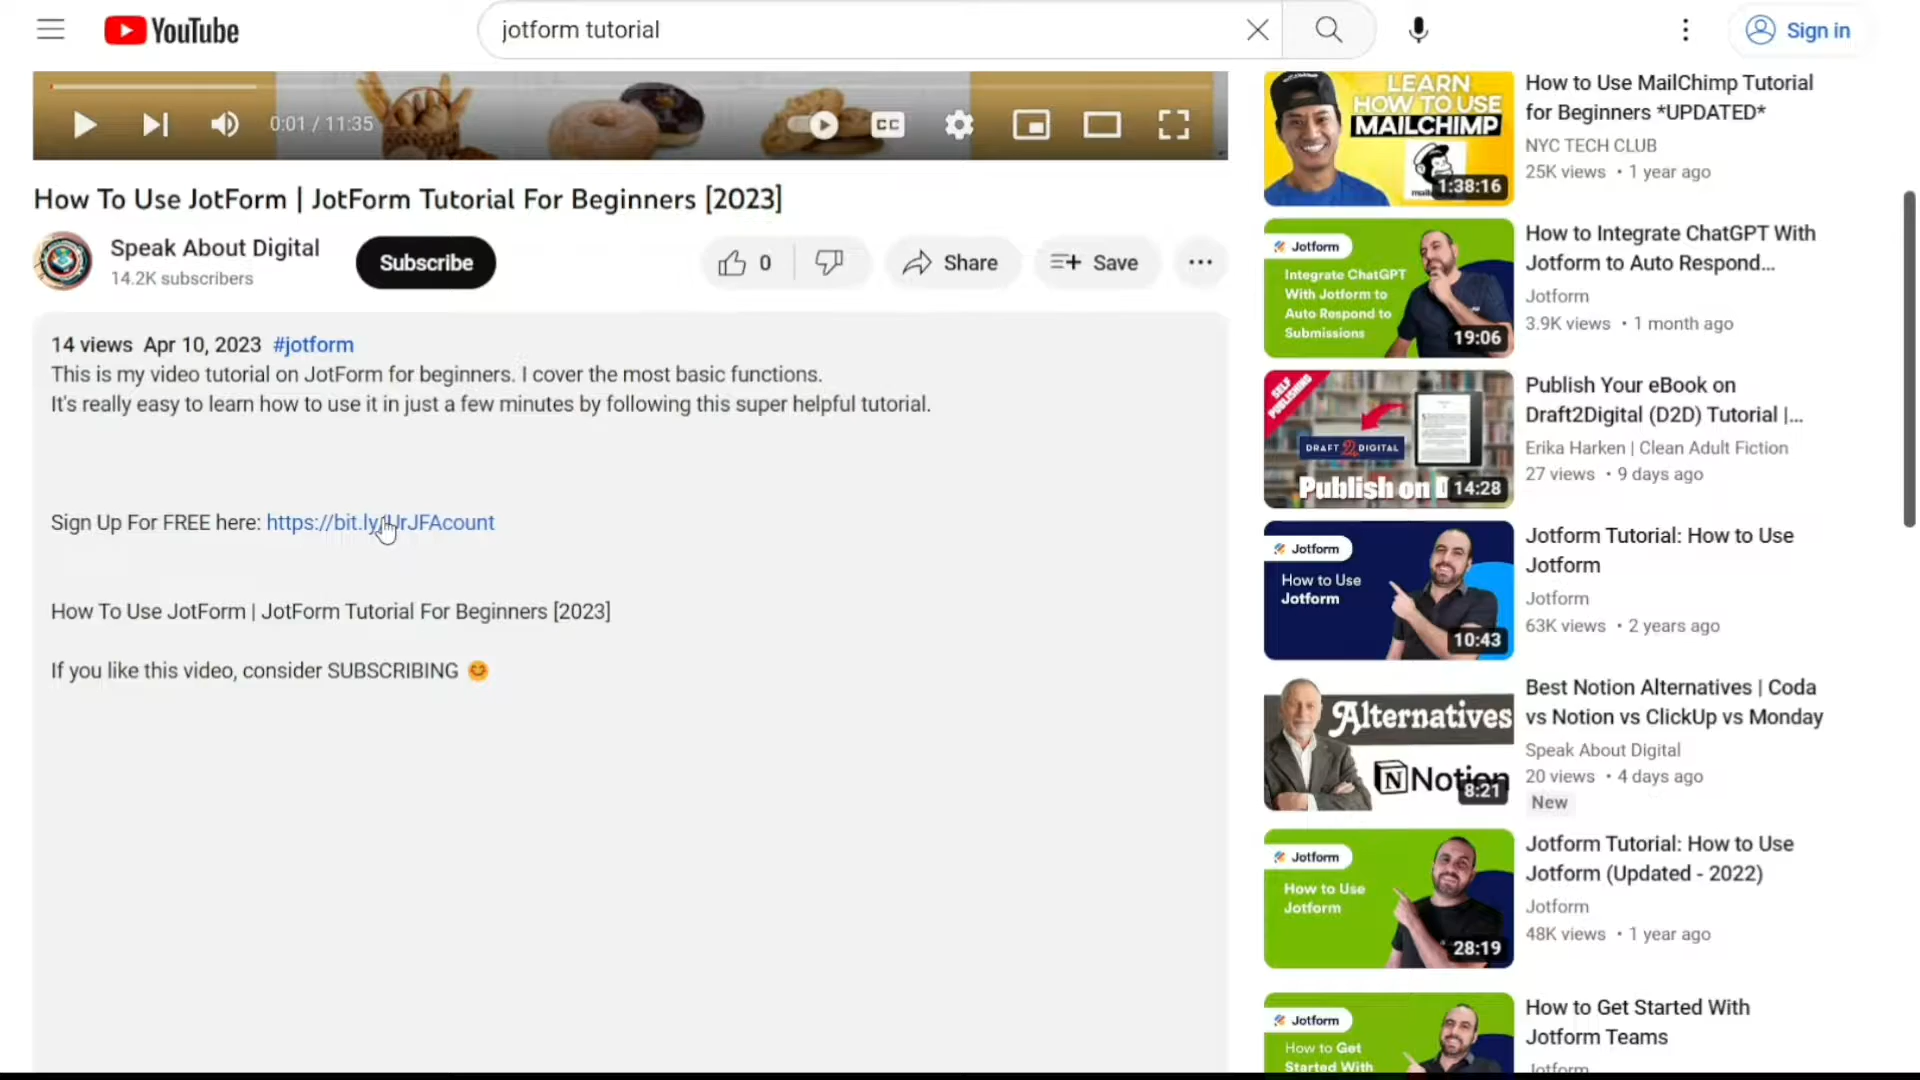 YouTube
jotform tutorial
Sign in
0:01 / 11:35
CC
How To Use JotForm | JotForm Tutorial For Beginners [2023]
Speak About Digital
14.2K subscribers
Subscribe
0
Share
Save
14 views Apr 10, 2023 #jotform
This is my video tutorial on JotForm for beginners. I cover the most basic functions.
It's really easy to learn how to use it in just a few minutes by following this super helpful tutorial.
Sign Up For FREE here: https://bit.ly/UrJFAcount
How To Use JotForm | JotForm Tutorial For Beginners [2023]
If you like this video, consider SUBSCRIBING 😊
LEARN
HOW TO USE
MAILCHIMP
1:38:16
How to Use MailChimp Tutorial
for Beginners *UPDATED*
NYC TECH CLUB
25K views • 1 year ago
Jotform
Integrate ChatGPT
With Jotform to
Auto Respond to
Submissions
19:06
How to Integrate ChatGPT With
Jotform to Auto Respond...
Jotform
3.9K views • 1 month ago
SELF
PUBLISHING
DRAFT 2 DIGITAL
Publish on D
14:28
Publish Your eBook on
Draft2Digital (D2D) Tutorial |...
Erika Harken | Clean Adult Fiction
27 views • 9 days ago
Jotform
How to Use
Jotform
10:43
Jotform Tutorial: How to Use
Jotform
Jotform
63K views • 2 years ago
Alternatives
Notion
8:21
Best Notion Alternatives | Coda
vs Notion vs ClickUp vs Monday
Speak About Digital
20 views • 4 days ago
New
Jotform
How to Use
Jotform
28:19
Jotform Tutorial: How to Use
Jotform (Updated - 2022)
Jotform
48K views • 1 year ago
Jotform
How to Get
Started With
How to Get Started With
Jotform Teams
Jotform